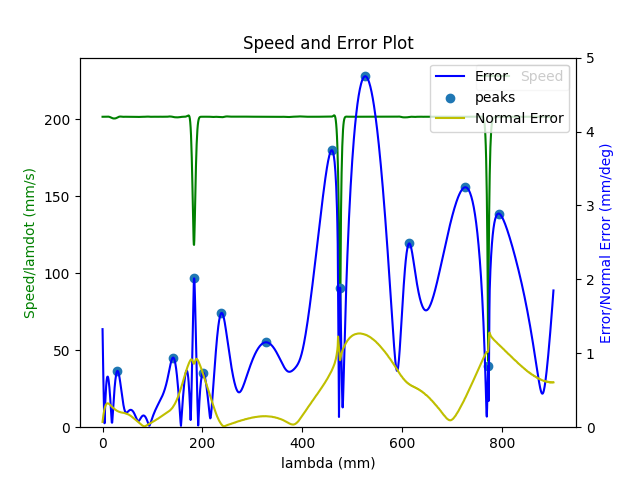 Speed and Error Plot
Speed/lamdot (mm/s)
200
150
100
50
0
Error
Speed
peaks
Normal Error
5
4
3
2
1
0
Error/Normal Error (mm/deg)
0
200
400
600
800
lambda (mm)